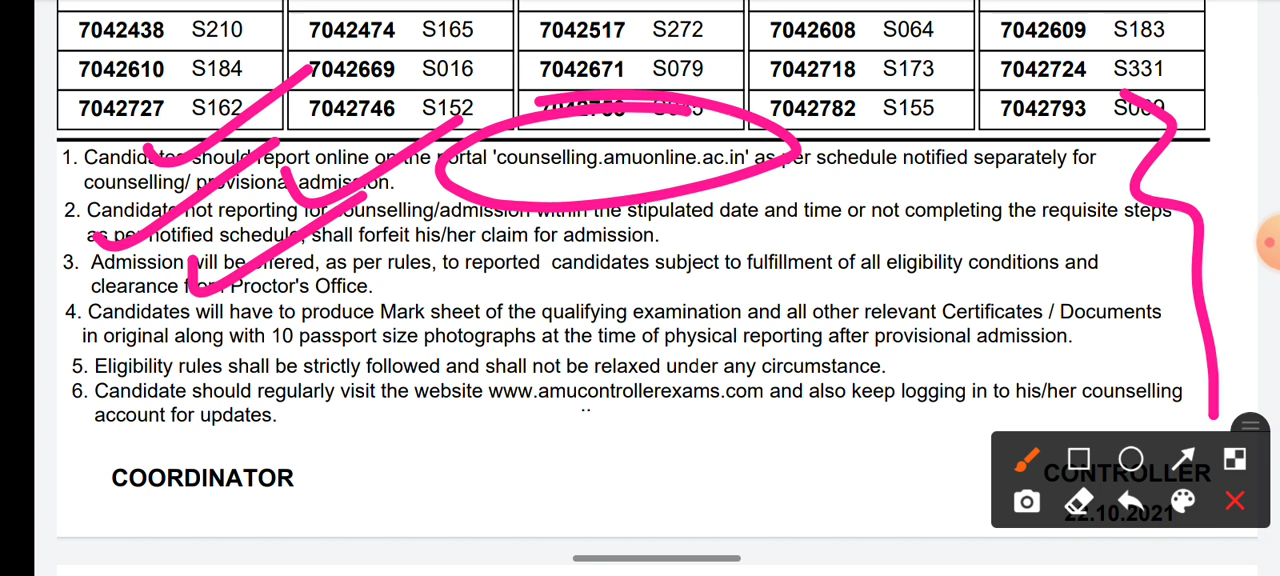 7042438 S210 7042474 S165 7042517 S272 7042608 S064 7042609 S183
7042610 S184 7042669 S016 7042671 S079 7042718 S173 7042724 S331
7042727 S162 7042746 S152 7042782 S155 7042793
1. Candidates should report online on the portal 'counselling.amuonline.ac.in' as per schedule notified separately for
counselling/ provisional admission.
2. Candidate not reporting for counselling/admission within the stipulated date and time or not completing the requisite steps
as per notified schedule, shall forfeit his/her claim for admission.
3. Admission will be offered, as per rules, to reported candidates subject to fulfillment of all eligibility conditions and
clearance from Proctor's Office.
4. Candidates will have to produce Mark sheet of the qualifying examination and all other relevant Certificates / Documents
in original along with 10 passport size photographs at the time of physical reporting after provisional admission.
5. Eligibility rules shall be strictly followed and shall not be relaxed under any circumstance.
6. Candidate should regularly visit the website www.amucontrollerexams.com and also keep logging in to his/her counselling
account for updates.
COORDINATOR CONTROLLER
22.10.2021